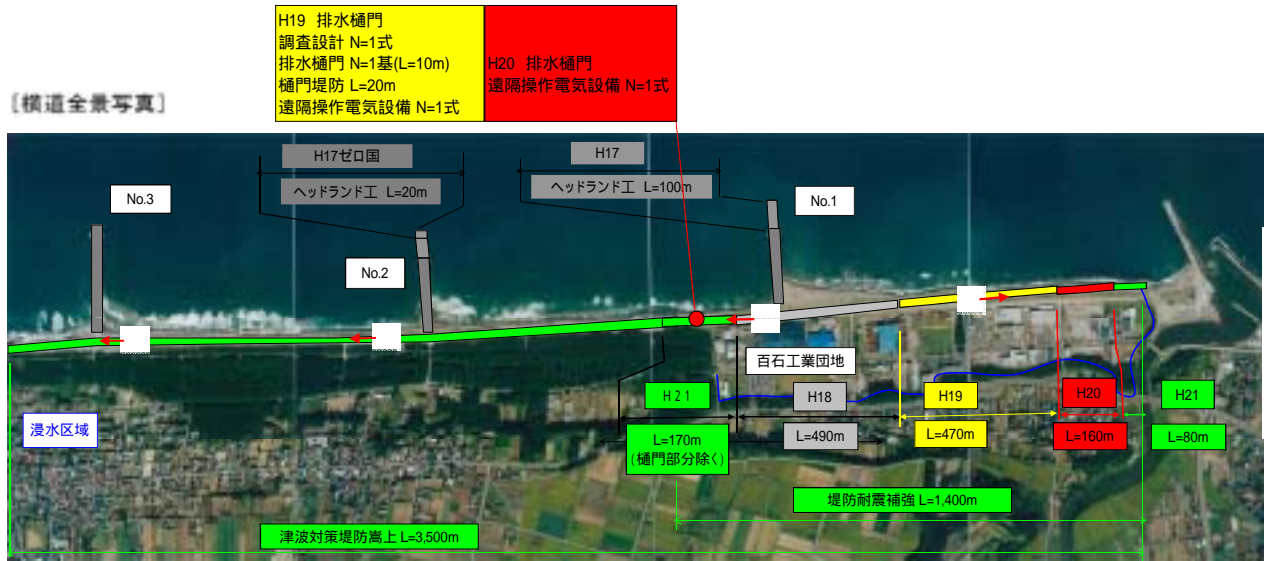 H19 排水樋門
調査設計 N=1式
排水樋門 N=1基(L=10m)
樋門堤防 L=20m
遠隔操作電気設備 N=1式
H20 排水樋門
遠隔操作電気設備 N=1式
[横道全景写真]
H17ゼロ国
ヘッドランド工 L=20m
H17
ヘッドランド工 L=100m
No.3
No.2
No.1
百石工業団地
浸水区域
H21
L=170m
(樋門部分除く)
H18
L=490m
H19
L=470m
H20
L=160m
H21
L=80m
堤防耐震補強 L=1,400m
津波対策堤防嵩上 L=3,500m